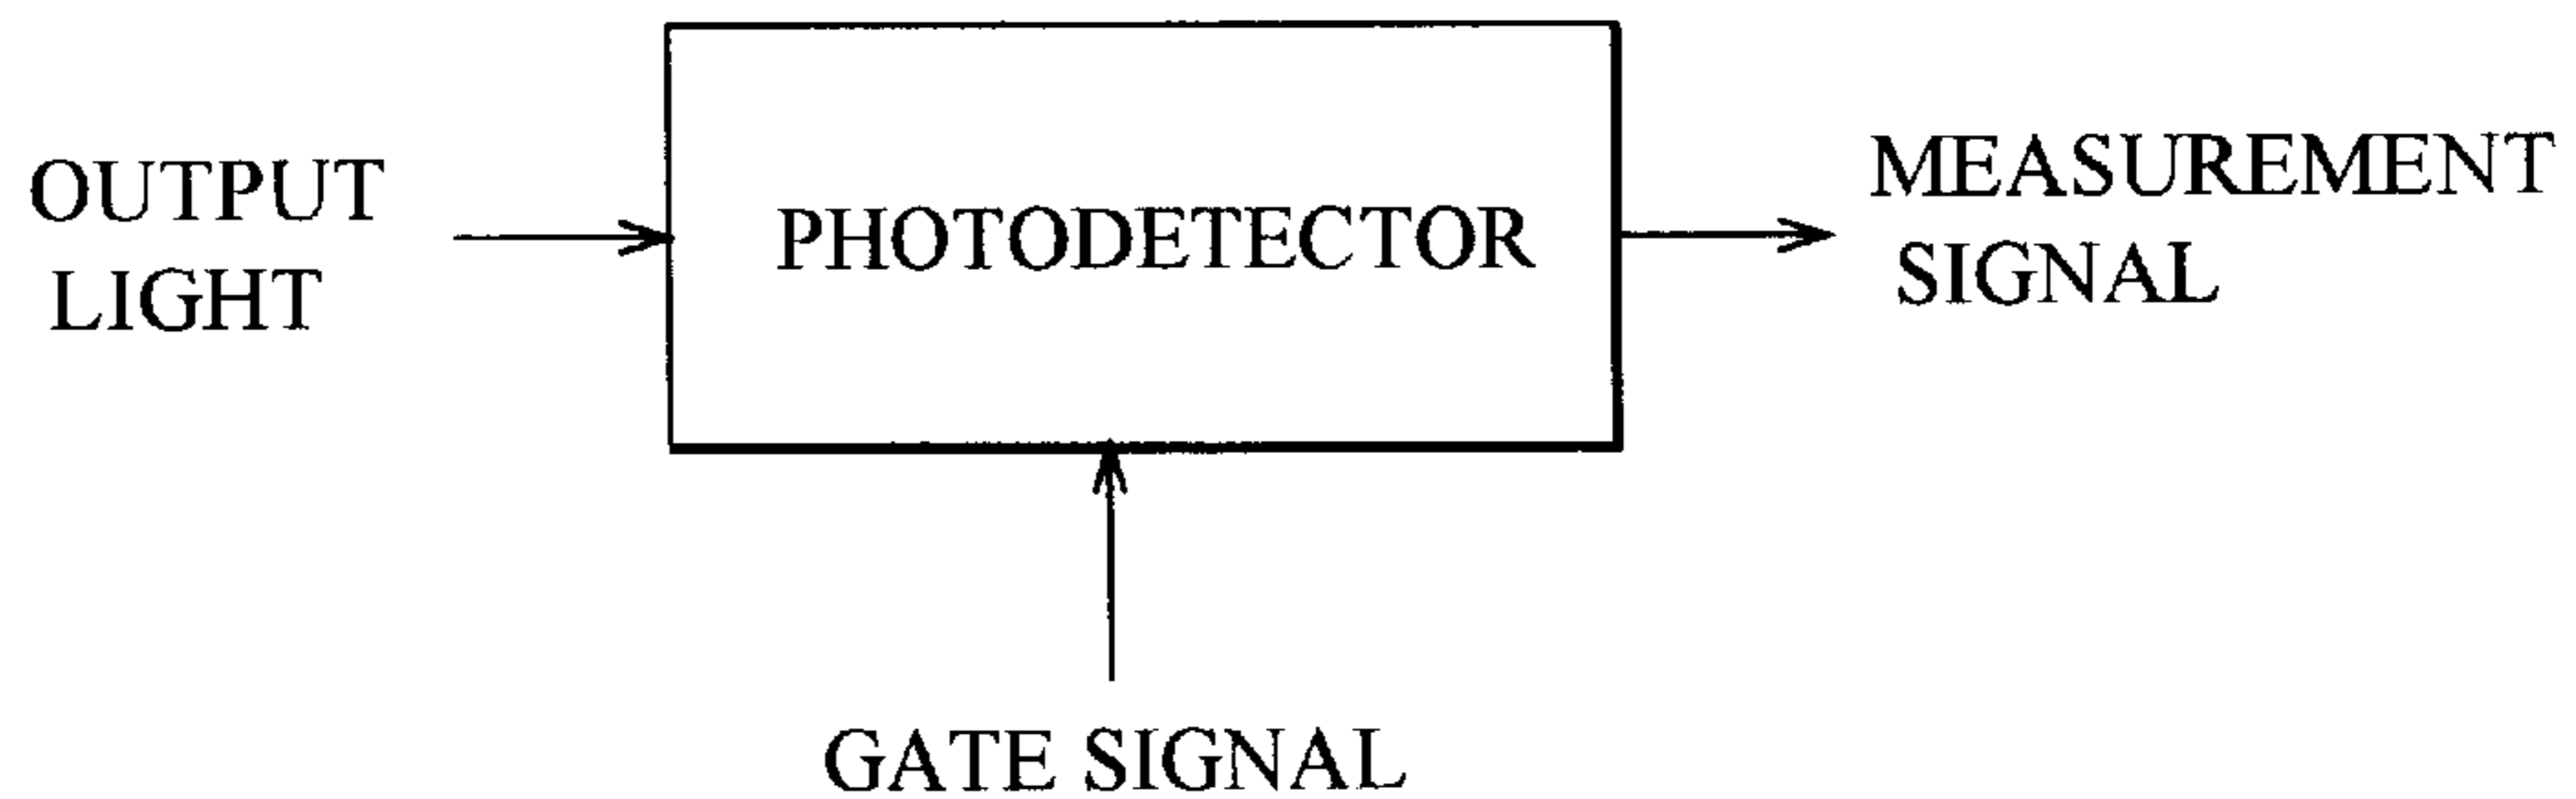 OUTPUT
LIGHT
PHOTODETECTOR
MEASUREMENT
SIGNAL
GATE SIGNAL